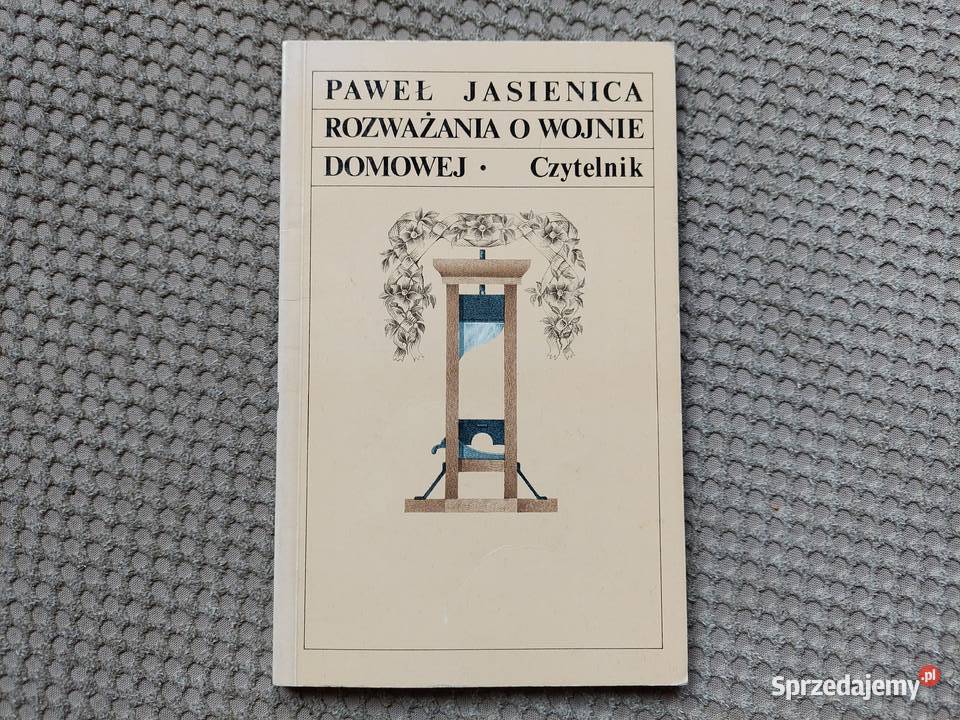 PAWEŁ JASIENICA
ROZWAŻANIA O WOJNIE
DOMOWEJ • Czytelnik
Sprzedajemy.pl